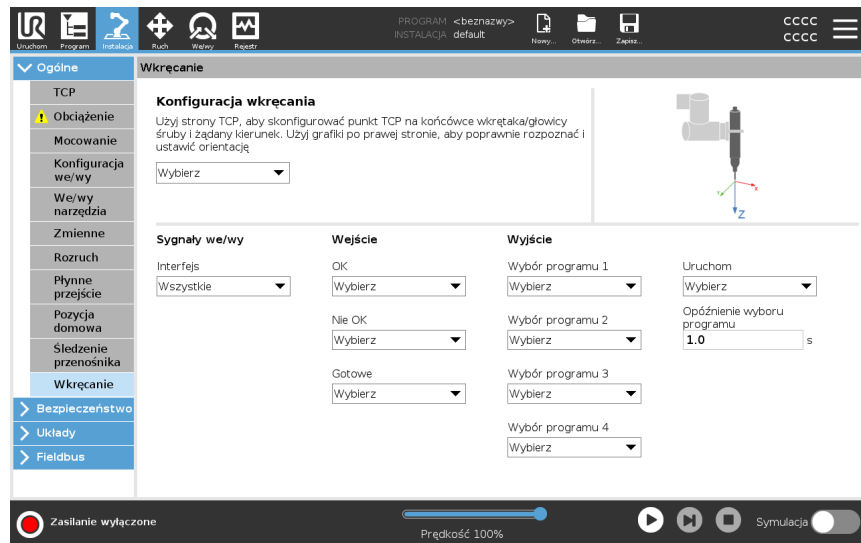 PROGRAM <beznazwy>
INSTALACJA default
cccc
cccc
Uruchom Program Instalacja Ruch We/wy Rejestr Nowy... Otwórz... Zapisz...
Ogólne
Wkręcanie
TCP
Obciążenie
Mocowanie
Konfiguracja
we/wy
We/wy
narzędzia
Zmienne
Rozruch
Płynne
przejście
Pozycja
domowa
Śledzenie
przenośnika
Wkręcanie
Bezpieczeństwo
Układy
Fieldbus
Konfiguracja wkręcania
Użyj strony TCP, aby skonfigurować punkt TCP na końcówce wkrętaka/głowicy
śruby i żądany kierunek. Użyj grafiki po prawej stronie, aby poprawnie rozpoznać i
ustawić orientację
Wybierz
Y X
Z
Sygnały we/wy Wejście Wyjście
Interfejs OK Wybór programu 1 Uruchom
Wszystkie Wybierz Wybierz Wybierz
Nie OK Wybór programu 2 Opóźnienie wyboru
programu
Wybierz Wybierz 1.0 s
Gotowe Wybór programu 3
Wybierz Wybierz
Wybór programu 4
Wybierz
Zasilanie wyłączone
Prędkość 100%
Symulacja